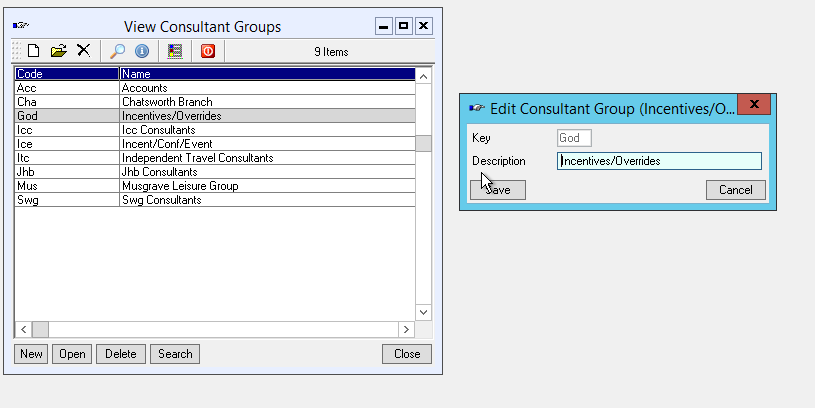 View Consultant Groups
9 Items
Code Name
Acc Accounts
Cha Chatsworth Branch
God Incentives/Overrides
Icc Icc Consultants
Ice Incent/Conf/Event
Itc Independent Travel Consultants
Jhb Jhb Consultants
Mus Musgrave Leisure Group
Swg Swg Consultants
New Open Delete Search Close
Edit Consultant Group (Incentives/O...
Key God
Description Incentives/Overrides
Save Cancel